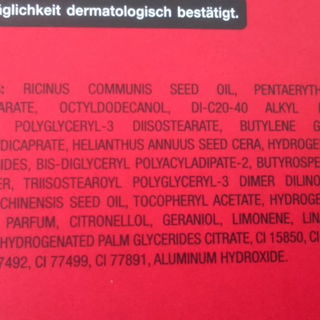 äglichkeit dermatologisch bestätigt.
: RICINUS COMMUNIS SEED OIL, PENTAERYTH
ARATE, OCTYLDODECANOL, DI-C20-40 ALKYL
POLYGLYCERYL-3 DIISOSTEARATE, BUTYLENE G
DICAPRATE, HELIANTHUS ANNUUS SEED CERA, HYDROGE
IDES, BIS-DIGLYCERYL POLYACYLADIPATE-2, BUTYROSPE
ER, TRIISOSTEAROYL POLYGLYCERYL-3 DIMER DILINO
CHINENSIS SEED OIL, TOCOPHERYL ACETATE, HYDROGE
PARFUM, CITRONELLOL, GERANIOL, LIMONENE, LINA
HYDROGENATED PALM GLYCERIDES CITRATE, CI 15850, CI
77492, CI 77499, CI 77891, ALUMINUM HYDROXIDE.